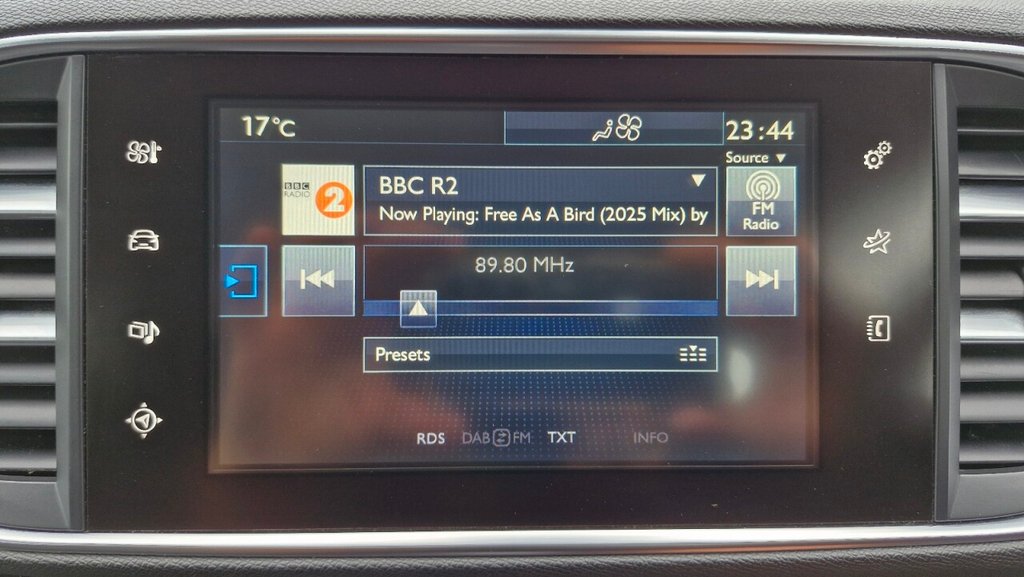 17°C
23:44
Source
BBC RADIO 2
BBC R2
Now Playing: Free As A Bird (2025 Mix) by
FM
Radio
89.80 MHz
Presets
RDS DAB FM TXT INFO